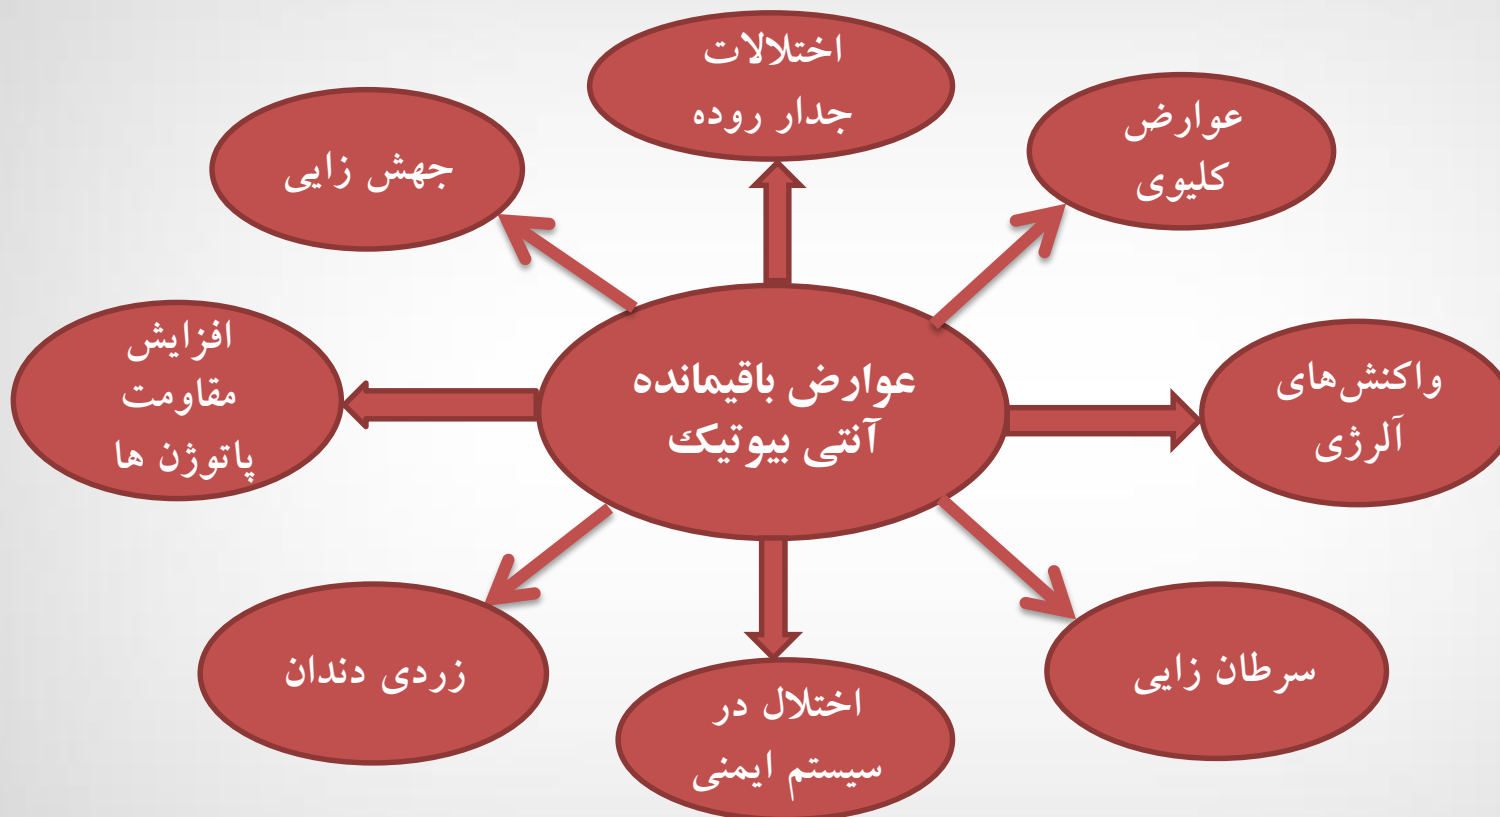 اختلالات
جدار روده
عوارض
کلیوی
جهش زایی
واکنش‌های
آلرژی
افزایش
مقاومت
پاتوژن ها
عوارض باقیمانده
آنتی بیوتیک
سرطان زایی
زردی دندان
اختلال در
سیستم ایمنی